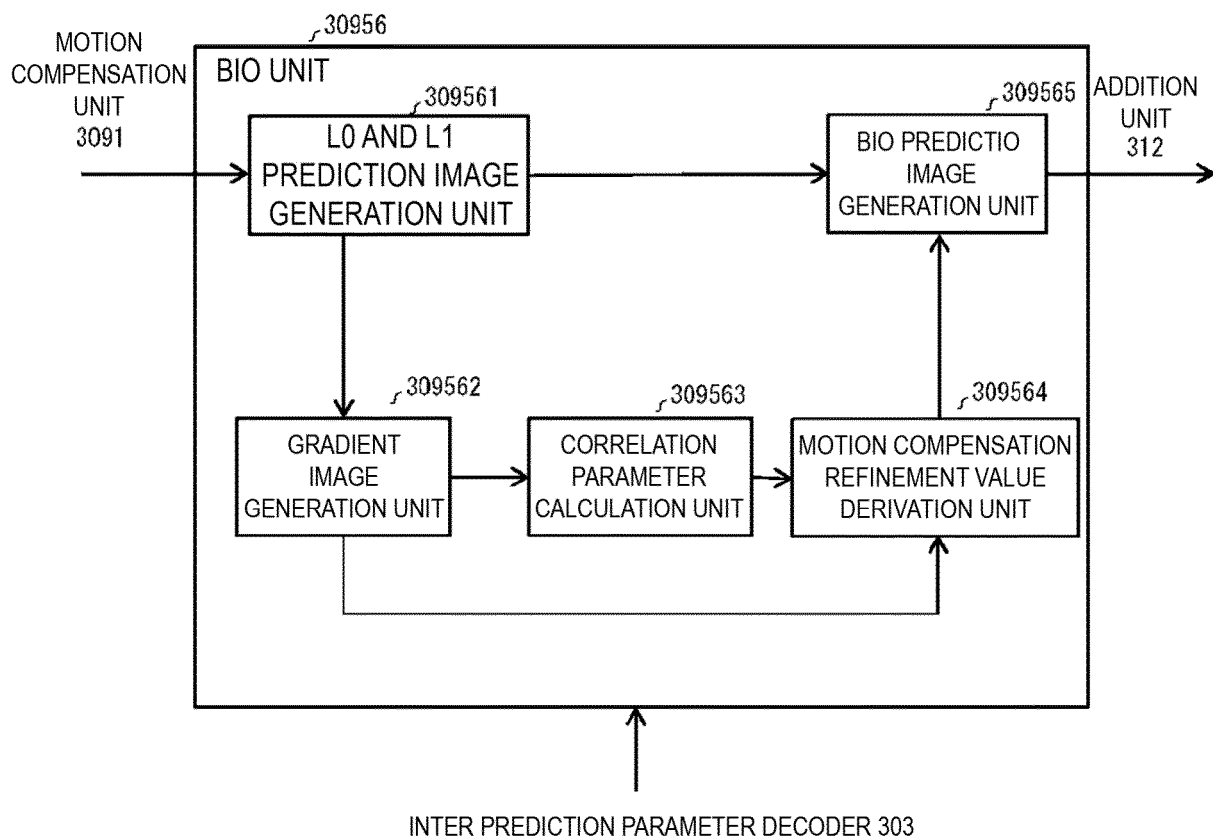 30956
MOTION
COMPENSATION
UNIT
3091
BIO UNIT
309561
L0 AND L1
PREDICTION IMAGE
GENERATION UNIT
309565
BIO PREDICTIO
IMAGE
GENERATION UNIT
ADDITION
UNIT
312
309562
GRADIENT
IMAGE
GENERATION UNIT
309563
CORRELATION
PARAMETER
CALCULATION UNIT
309564
MOTION COMPENSATION
REFINEMENT VALUE
DERIVATION UNIT
INTER PREDICTION PARAMETER DECODER 303